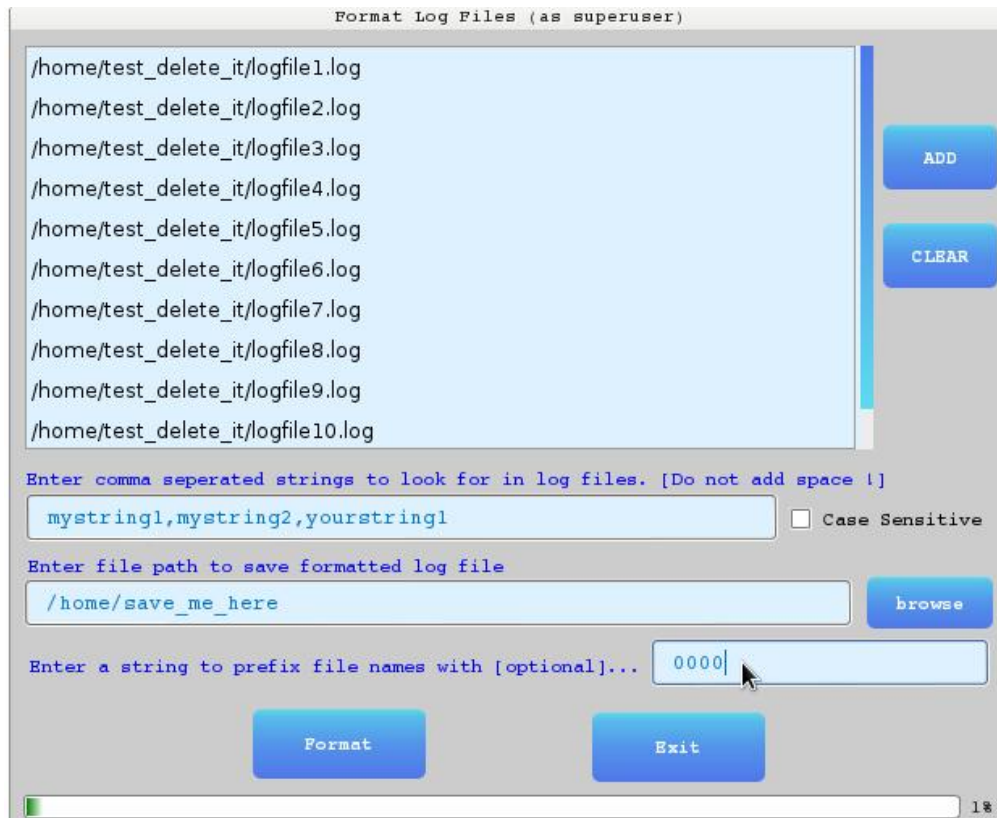 Format Log Files (as superuser)
/home/test_delete_it/logfile1.log
/home/test_delete_it/logfile2.log
/home/test_delete_it/logfile3.log
/home/test_delete_it/logfile4.log
/home/test_delete_it/logfile5.log
/home/test_delete_it/logfile6.log
/home/test_delete_it/logfile7.log
/home/test_delete_it/logfile8.log
/home/test_delete_it/logfile9.log
/home/test_delete_it/logfile10.log
ADD
CLEAR
Enter comma seperated strings to look for in log files. [Do not add space !]
mystring1,mystring2,yourstring1
Case Sensitive
Enter file path to save formatted log file
/home/save_me_here
browse
Enter a string to prefix file names with [optional]...
0000
Format
Exit
1%